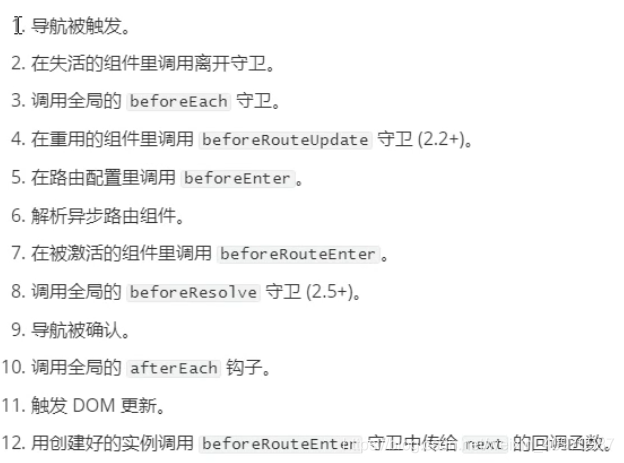 1. 导航被触发。
2. 在失活的组件里调用离开守卫。
3. 调用全局的 beforeEach 守卫。
4. 在重用的组件里调用 beforeRouteUpdate 守卫 (2.2+)。
5. 在路由配置里调用 beforeEnter。
6. 解析异步路由组件。
7. 在被激活的组件里调用 beforeRouteEnter。
8. 调用全局的 beforeResolve 守卫 (2.5+)。
9. 导航被确认。
10. 调用全局的 afterEach 钩子。
11. 触发 DOM 更新。
12. 用创建好的实例调用 beforeRouteEnter 守卫中传给 next 的回调函数。